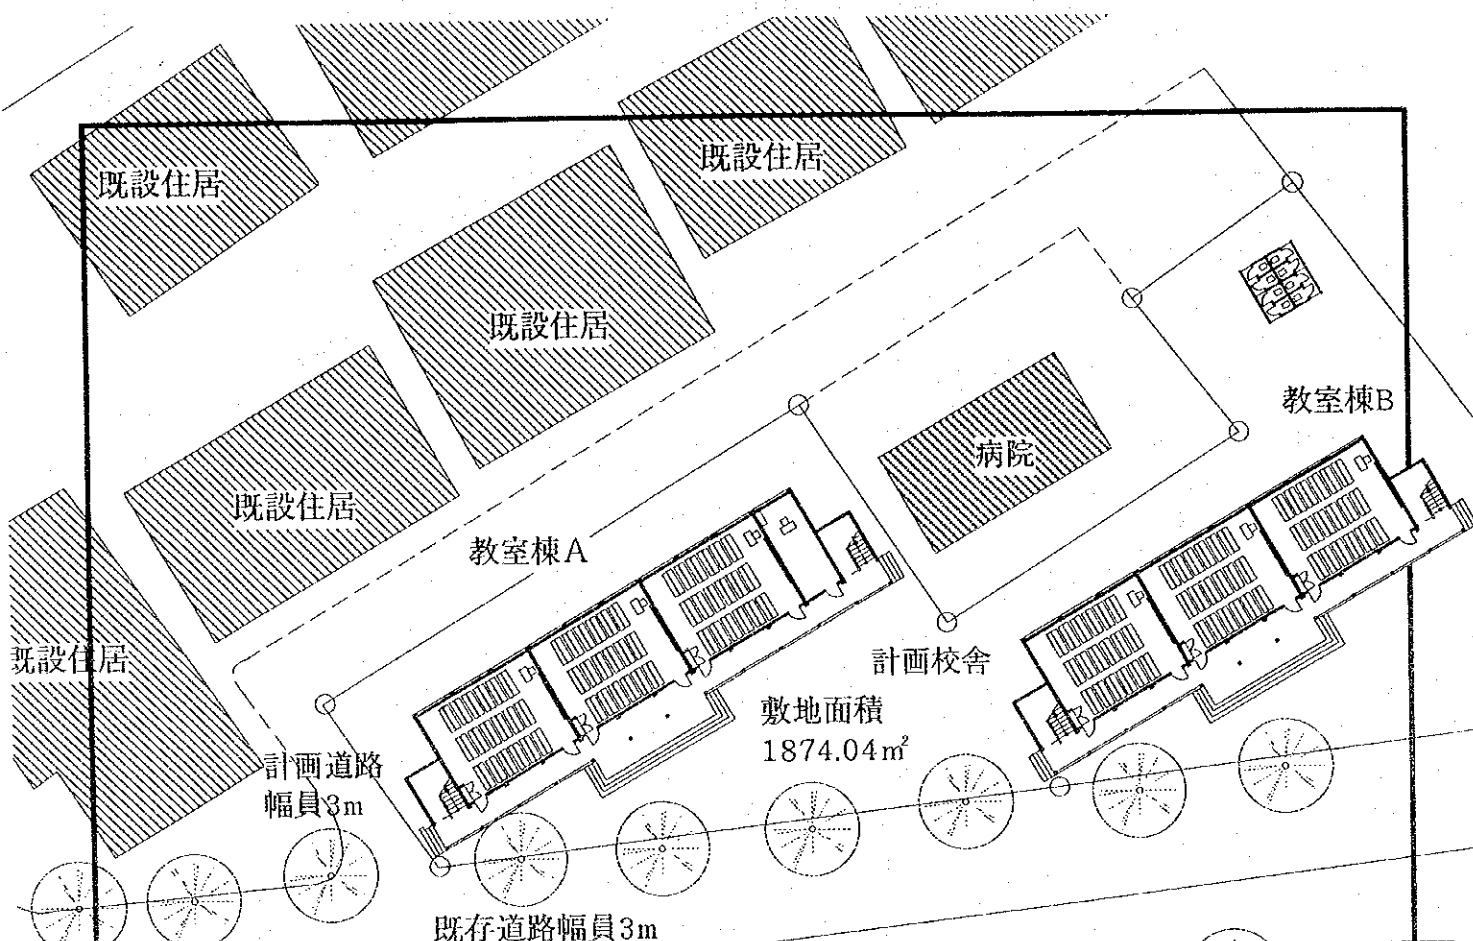 既設住居
既設住居
既設住居
教室棟B
病院
既設住居
教室棟A
既設住居
計画校舎
敷地面積
1874.04㎡
計画道路
幅員3m
既存道路幅員3m